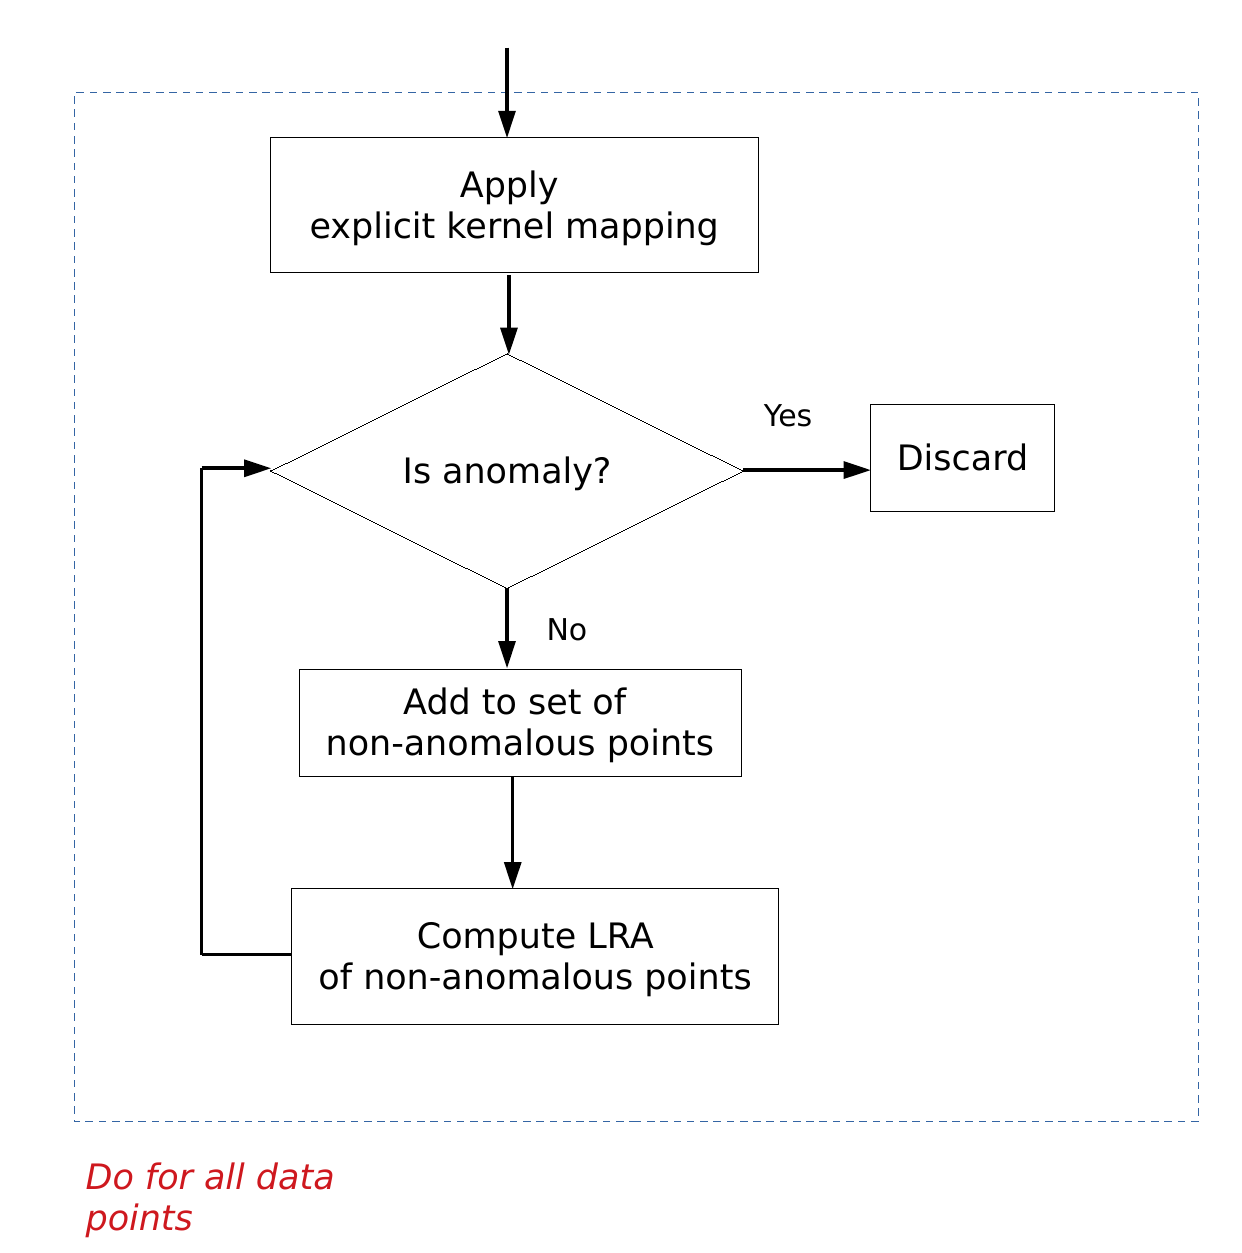 Apply
explicit kernel mapping
Yes
Discard
Is anomaly?
No
Add to set of
non-anomalous points
Compute LRA
of non-anomalous points
Do for all data
points